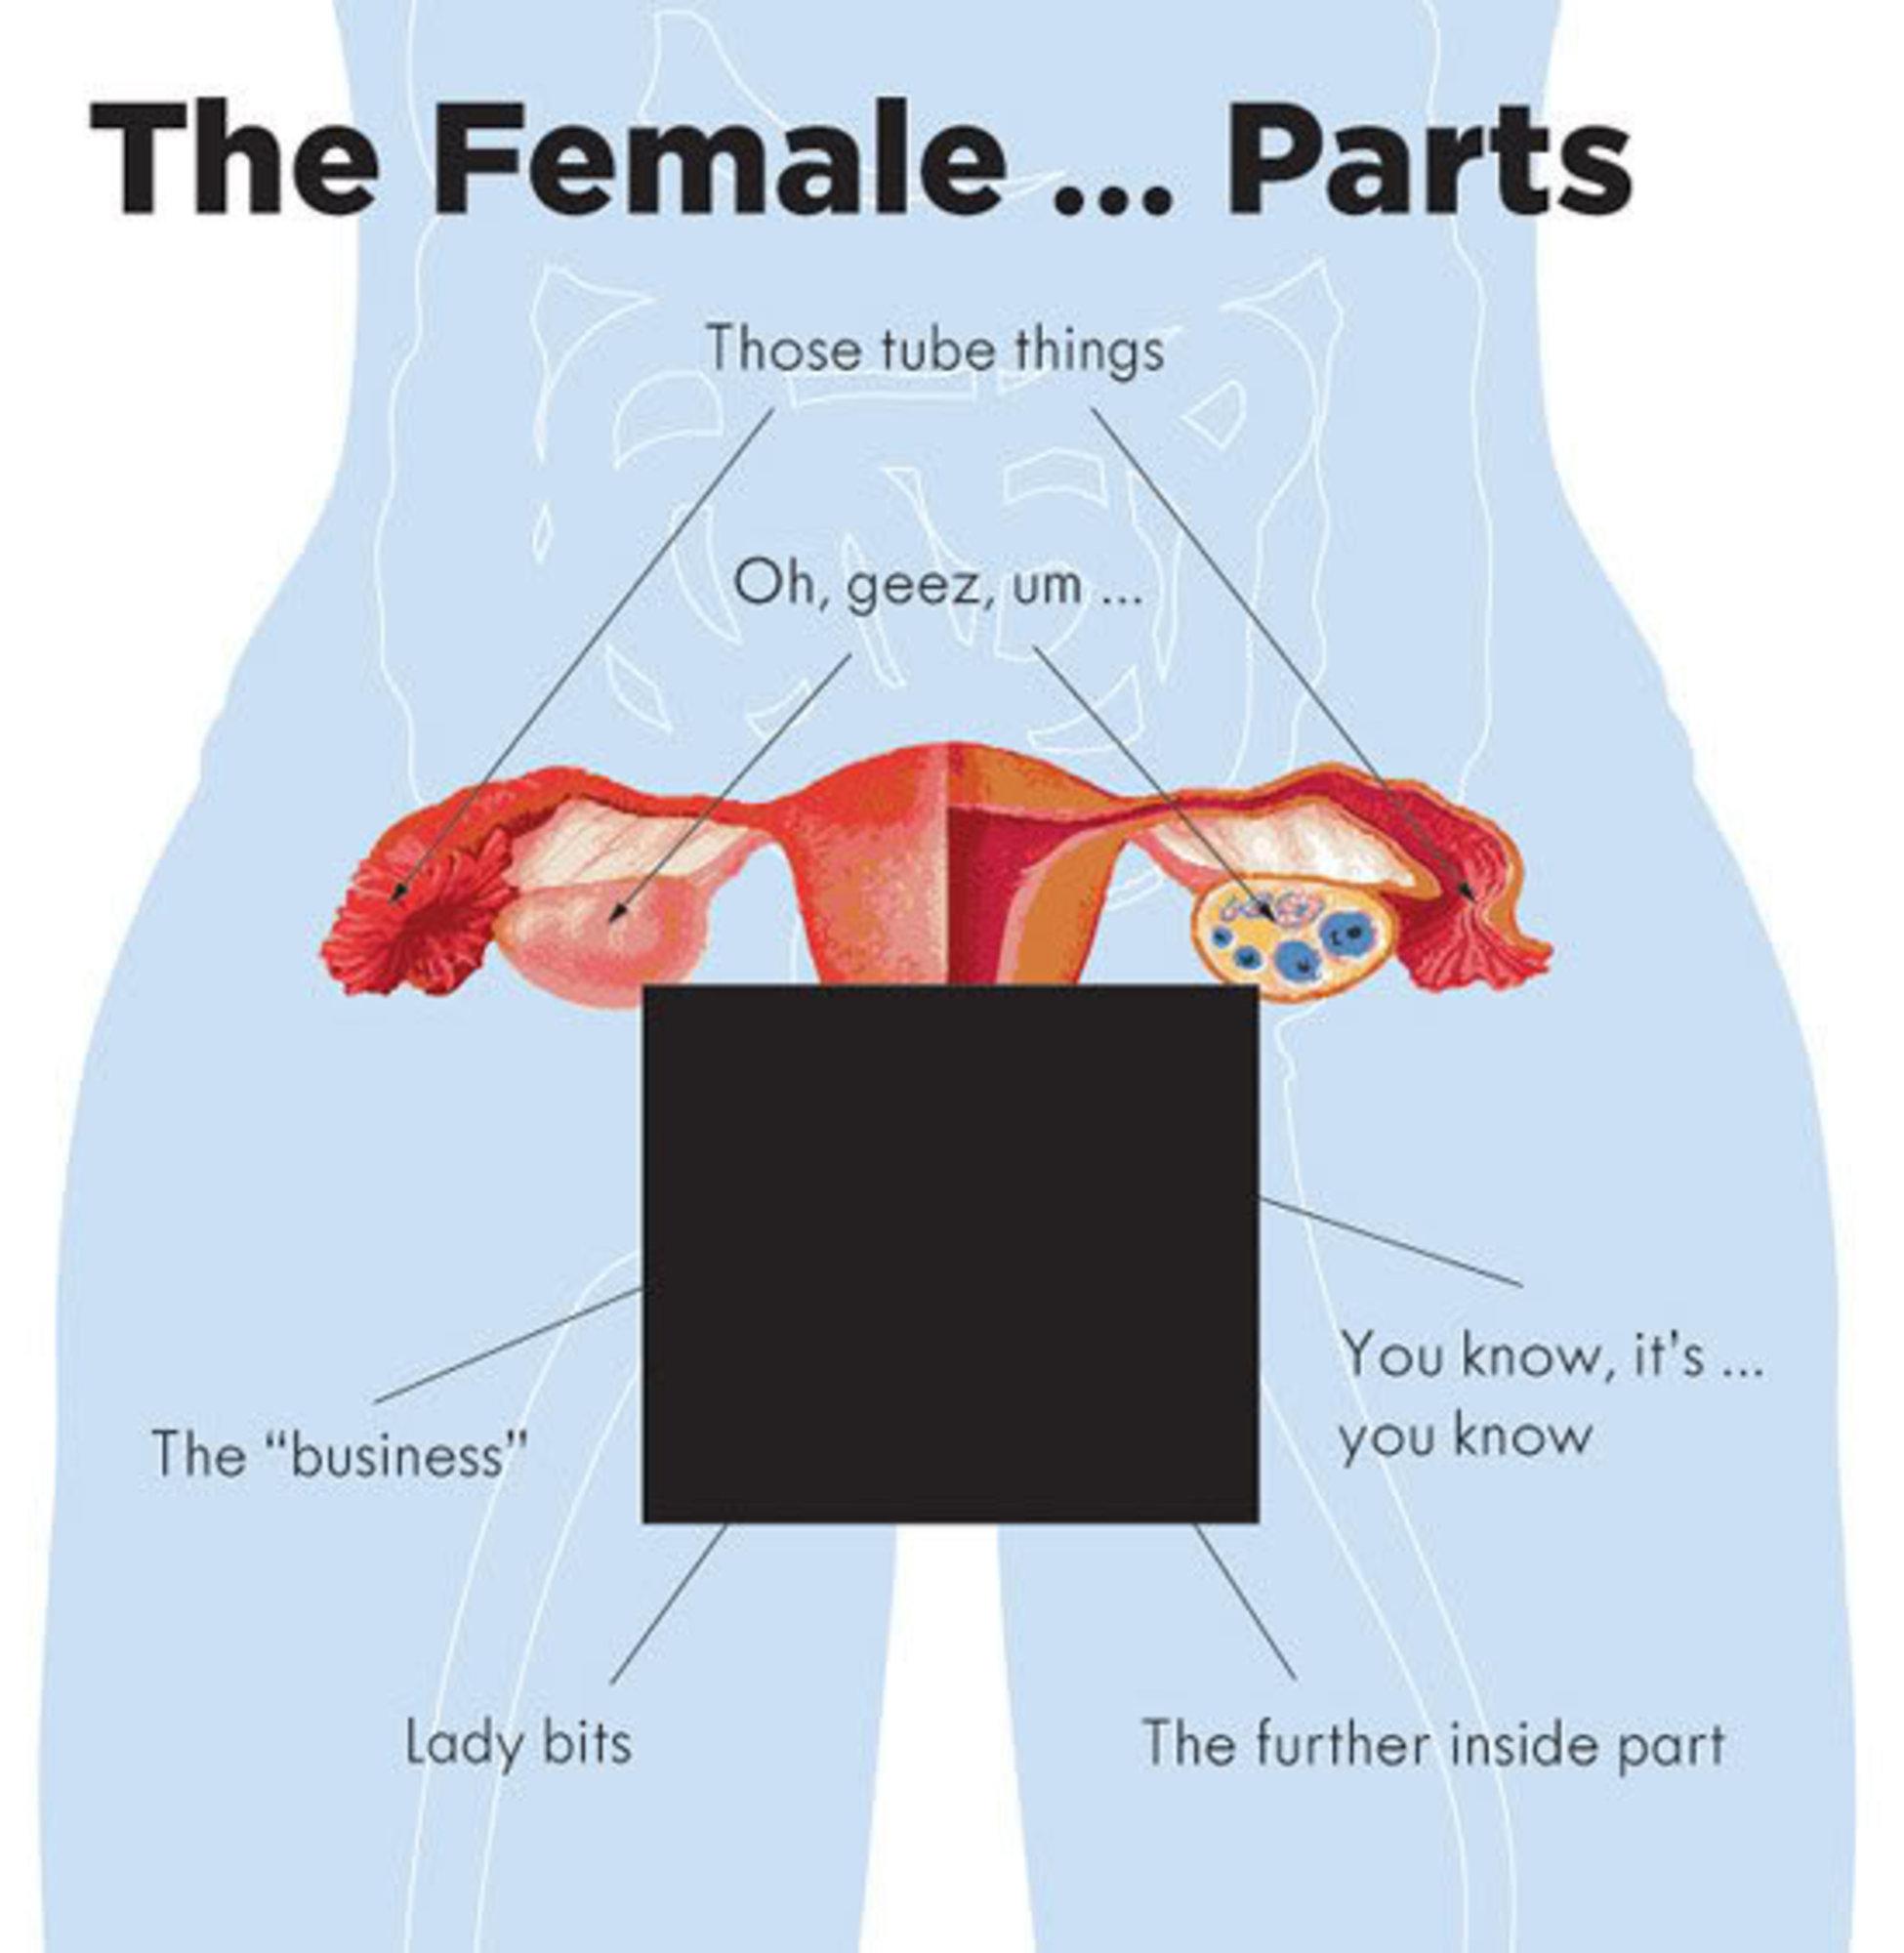 The Female ... Parts
Those tube things
Oh, geez, um ...
You know, it's ...
you know
The “business”
Lady bits
The further inside part